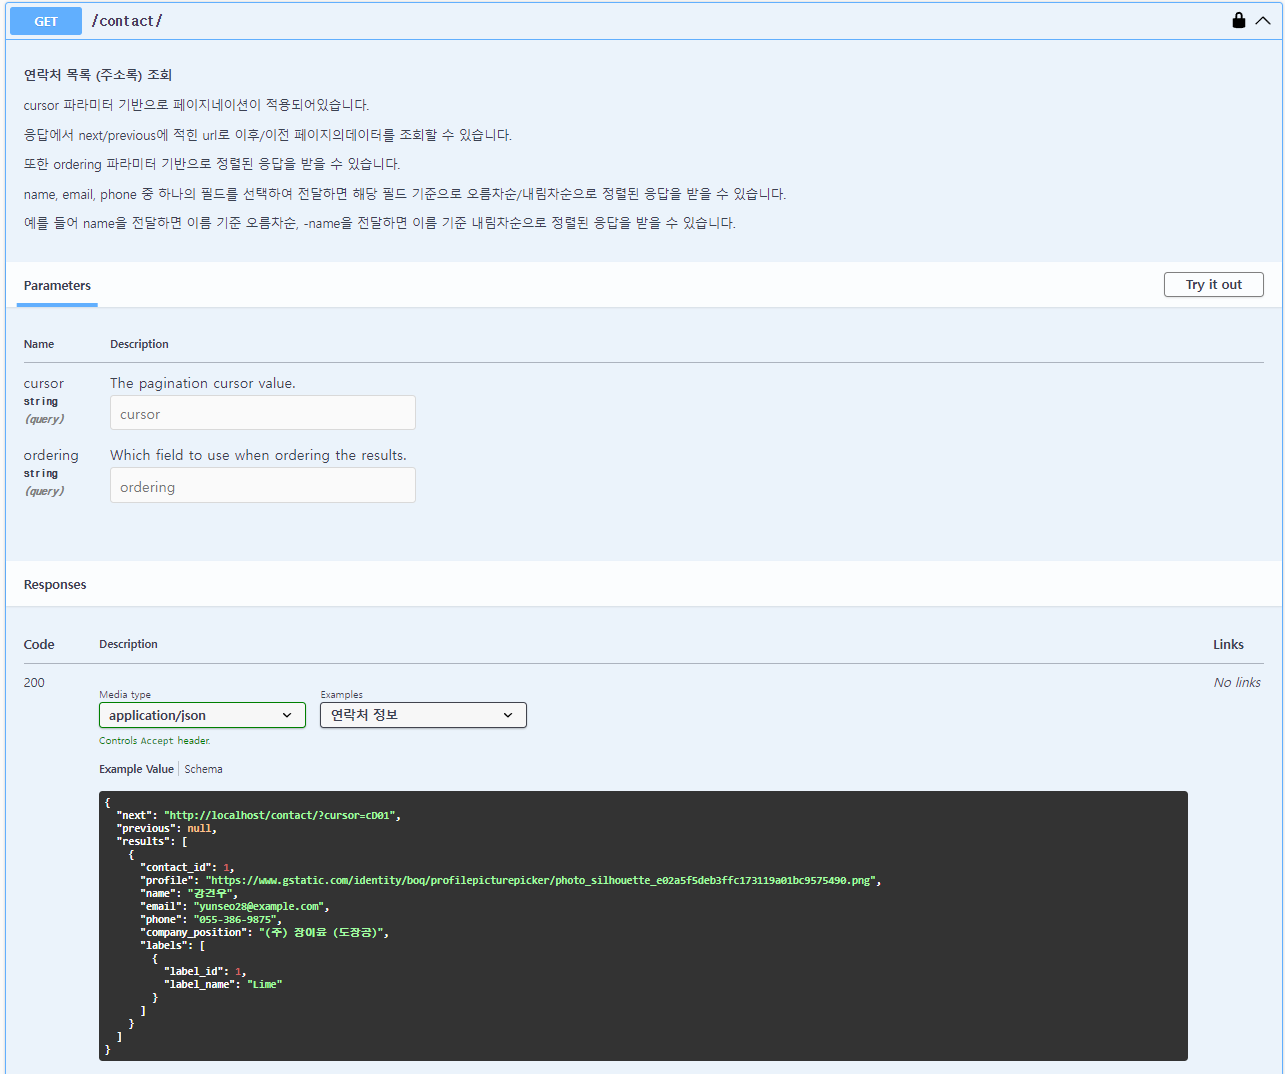 GET /contact/
연락처 목록 (주소록) 조회
cursor 파라미터 기반으로 페이지네이션이 적용되어있습니다.
응답에서 next/previous에 적힌 url로 이후/이전 페이지의데이터를 조회할 수 있습니다.
또한 ordering 파라미터 기반으로 정렬된 응답을 받을 수 있습니다.
name, email, phone 중 하나의 필드를 선택하여 전달하면 해당 필드 기준으로 오름차순/내림차순으로 정렬된 응답을 받을 수 있습니다.
예를 들어 name을 전달하면 이름 기준 오름차순, -name을 전달하면 이름 기준 내림차순으로 정렬된 응답을 받을 수 있습니다.
Parameters Try it out
Name Description
cursor The pagination cursor value.
string
(query)
cursor
ordering Which field to use when ordering the results.
string
(query)
ordering
Responses
Code Description Links
200 No links
Media type Examples
application/json 연락처 정보
Controls Accept header.
Example Value Schema
{
"next": "http://localhost/contact/?cursor=cD01",
"previous": null,
"results": [
{
"contact_id": 1,
"profile": "https://www.gstatic.com/identity/boq/profilepicturepicker/photo_silhouette_e02a5f5deb3ffc173119a01bc9575490.png",
"name": "강건우",
"email": "yunseo28@example.com",
"phone": "055-386-9875",
"company_position": "(주) 장이윤 (도장공)",
"labels": [
{
"label_id": 1,
"label_name": "Lime"
}
]
}
]
}